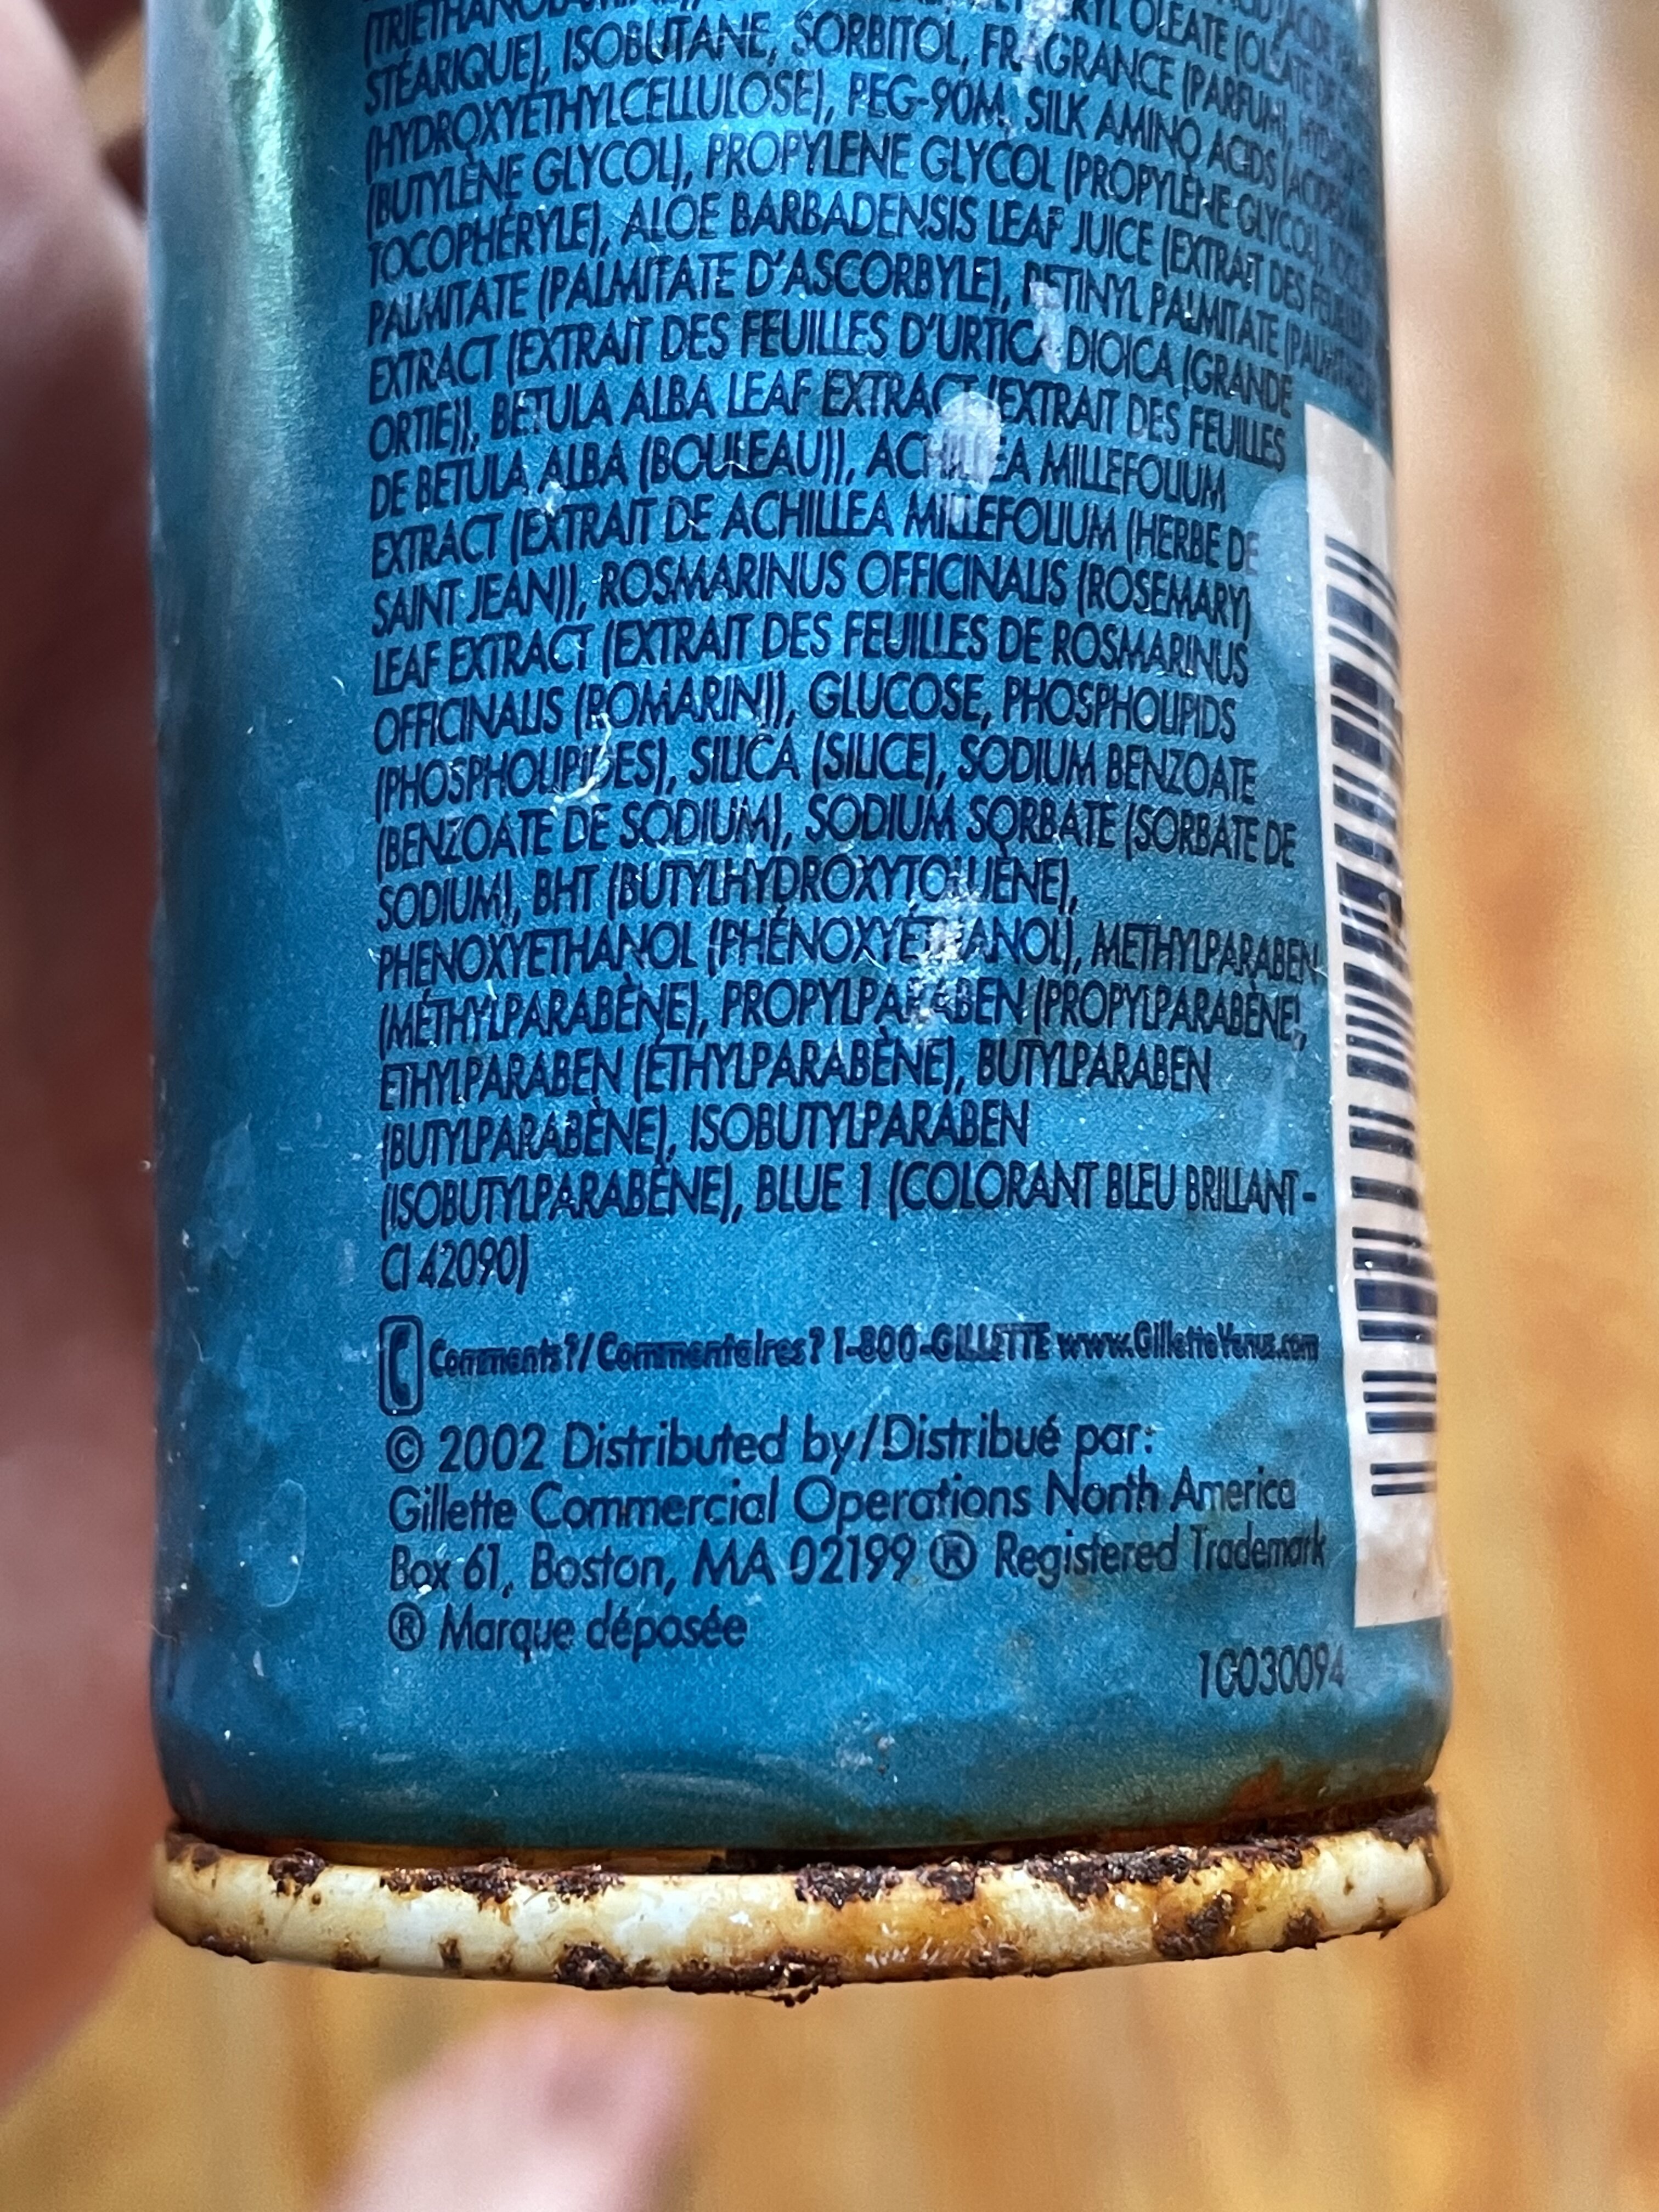 STÉARIQUE), ISOBUTANE, SORBITOL, FRAGRANCE (PARFUM),
(HYDROXYÉTHYLCELLULOSE), PEG-90M, SILK AMINO ACIDS
(BUTYLÈNE GLYCOL), PROPYLENE GLYCOL (PROPYLÈNE GLYCOL),
TOCOPHÉRYLE), ALOE BARBADENSIS LEAF JUICE (EXTRAIT DES
PALMITATE (PALMITATE D'ASCORBYLE), RETINYL PALMITATE
EXTRACT (EXTRAIT DES FEUILLES D'URTICA DIOICA (GRANDE
ORTIE)), BETULA ALBA LEAF EXTRACT (EXTRAIT DES FEUILLES
DE BETULA ALBA (BOULEAU)), ACHILLEA MILLEFOLIUM
EXTRACT (EXTRAIT DE ACHILLEA MILLEFOLIUM (HERBE DE
SAINT JEAN)), ROSMARINUS OFFICINALIS (ROSEMARY)
LEAF EXTRACT (EXTRAIT DES FEUILLES DE ROSMARINUS
OFFICINALIS (ROMARIN)), GLUCOSE, PHOSPHOLIPIDS
(PHOSPHOLIPIDES), SILICA (SILICE), SODIUM BENZOATE
(BENZOATE DE SODIUM), SODIUM SORBATE (SORBATE DE
SODIUM), BHT (BUTYLHYDROXYTOLUÈNE),
PHENOXYETHANOL (PHÉNOXYÉTHANOL), METHYLPARABEN
(MÉTHYLPARABÈNE), PROPYLPARABEN (PROPYLPARABÈNE),
ETHYLPARABEN (ÉTHYLPARABÈNE), BUTYLPARABEN
(BUTYLPARABÈNE), ISOBUTYLPARABEN
(ISOBUTYLPARABÈNE), BLUE 1 (COLORANT BLEU BRILLANT-
CI 42090)
Comments?/Commentaires? 1-800-GILLETTE www.GilletteVenus.com
© 2002 Distributed by/Distribué par:
Gillette Commercial Operations North America
Box 61, Boston, MA 02199 ® Registered Trademark
® Marque déposée
1C030094